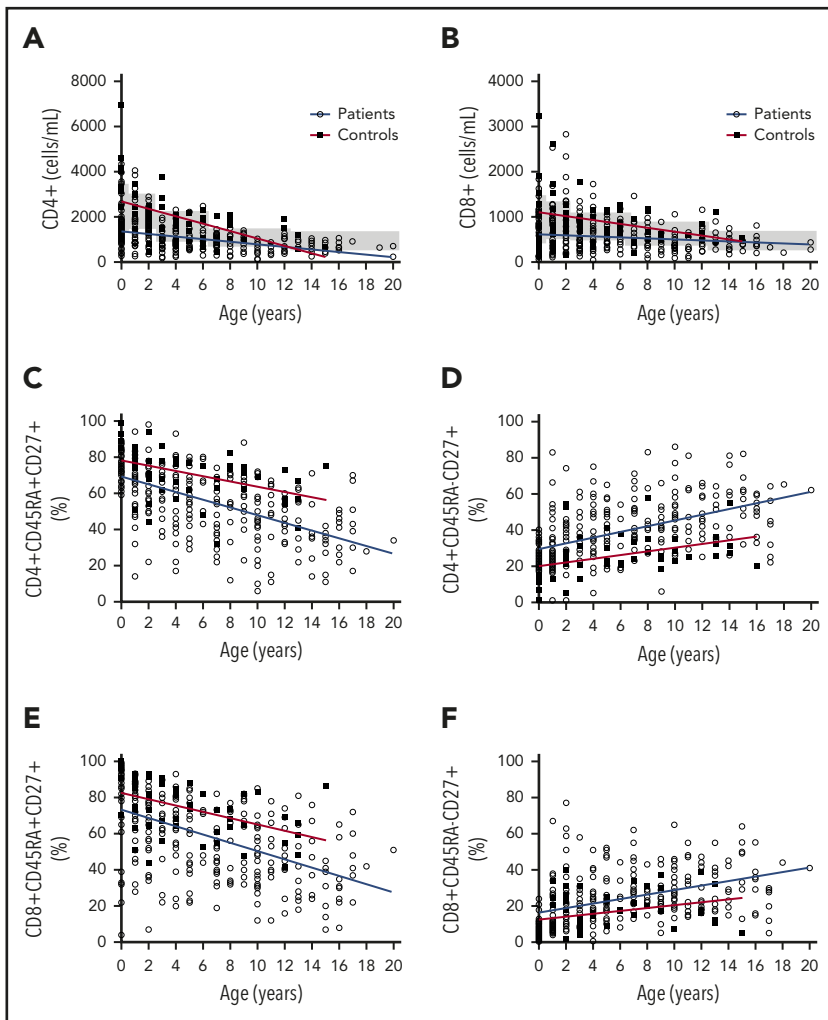 A
CD4+ (cells/mL)
8000
6000
4000
2000
0
Patients
Controls
0 2 4 6 8 10 12 14 16 18 20
Age (years)
B
CD8+ (cells/mL)
4000
3000
2000
1000
0
Patients
Controls
0 2 4 6 8 10 12 14 16 18 20
Age (years)
C
CD4+CD45RA+CD27+
(%)
100
80
60
40
20
0
0 2 4 6 8 10 12 14 16 18 20
Age (years)
D
CD4+CD45RA-CD27+
(%)
100
80
60
40
20
0
0 2 4 6 8 10 12 14 16 18 20
Age (years)
E
CD8+CD45RA+CD27+
(%)
100
80
60
40
20
0
0 2 4 6 8 10 12 14 16 18 20
Age (years)
F
CD8+CD45RA-CD27+
(%)
100
80
60
40
20
0
0 2 4 6 8 10 12 14 16 18 20
Age (years)